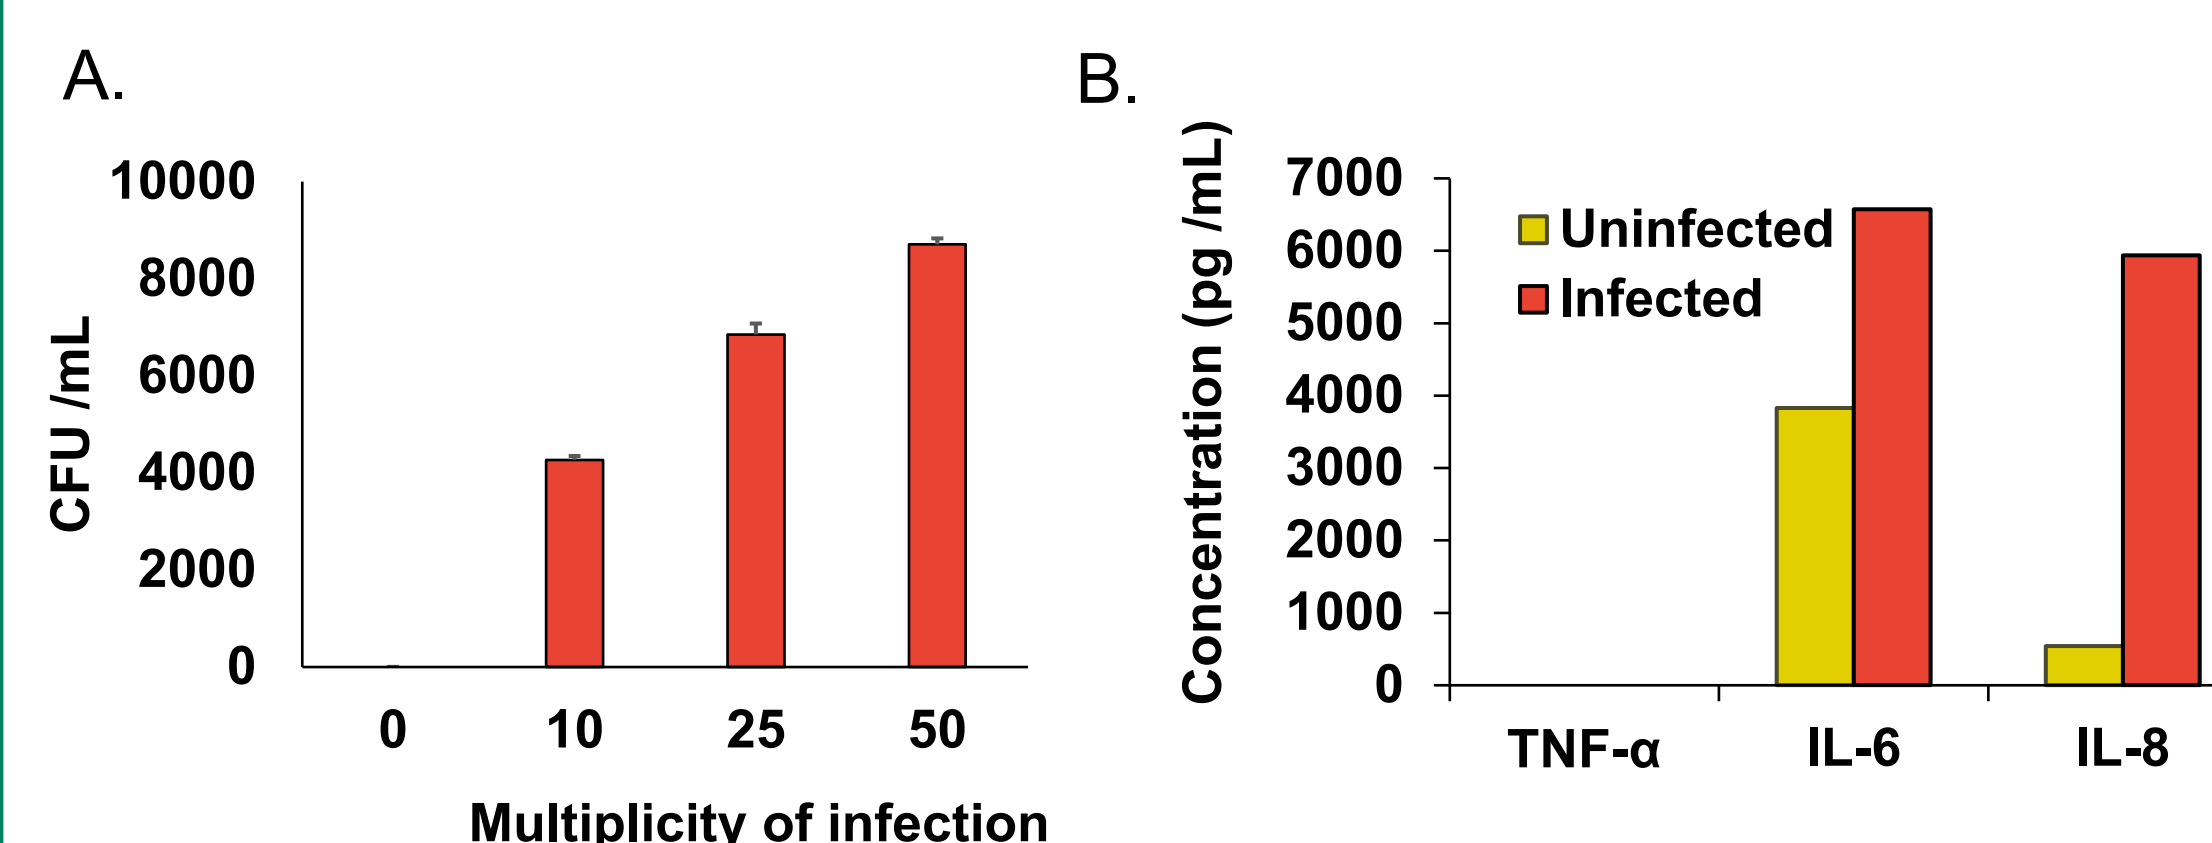 A.
10000
8000
6000
4000
2000
0
CFU /mL
0 10 25 50
Multiplicity of infection
B.
7000
6000
5000
4000
3000
2000
1000
0
Concentration (pg /mL)
Uninfected
Infected
TNF-α IL-6 IL-8